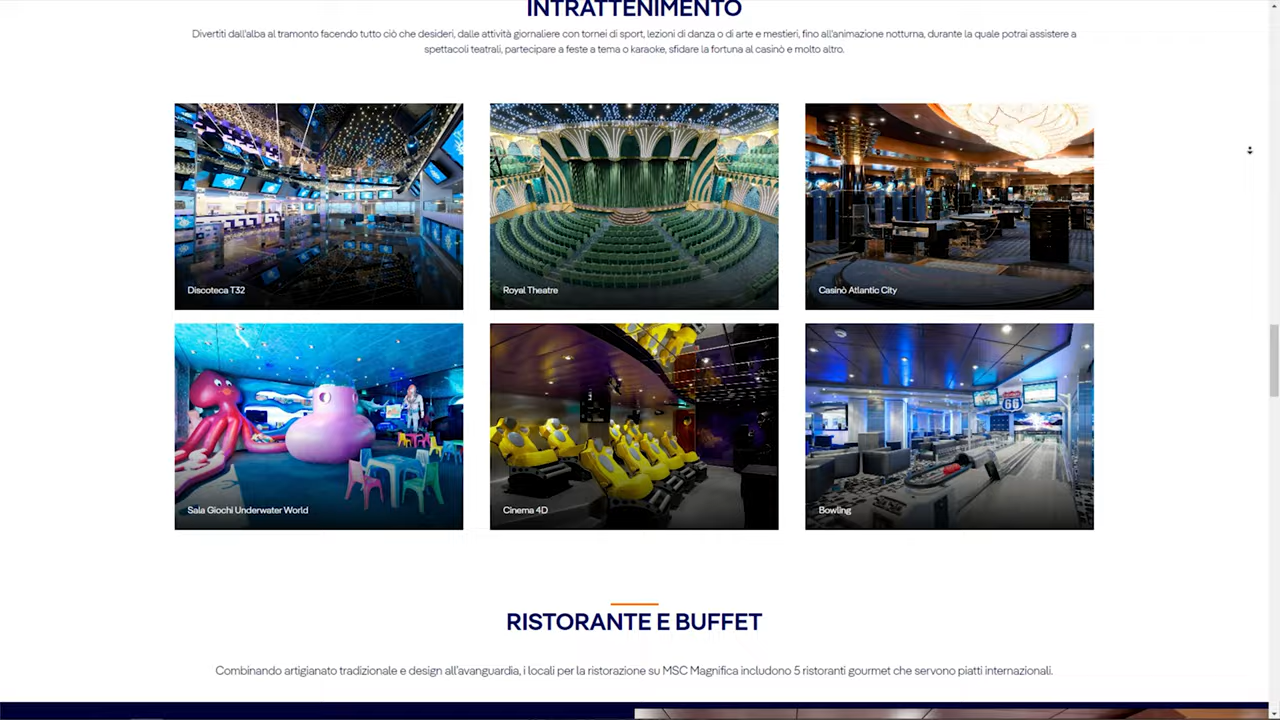 INTRATTENIMENTO
Divertiti dall'alba al tramonto facendo tutto ciò che desideri, dalle attività giornaliere con tornei di sport, lezioni di danza o di arte e mestieri, fino all'animazione notturna, durante la quale potrai assistere a
spettacoli teatrali, partecipare a feste a tema o karaoke, sfidare la fortuna al casinò e molto altro.
Discoteca T32
Royal Theatre
Casinò Atlantic City
66
Sala Giochi Underwater World
Cinema 4D
Bowling
RISTORANTE E BUFFET
Combinando artigianato tradizionale e design all'avanguardia, i locali per la ristorazione su MSC Magnifica includono 5 ristoranti gourmet che servono piatti internazionali.